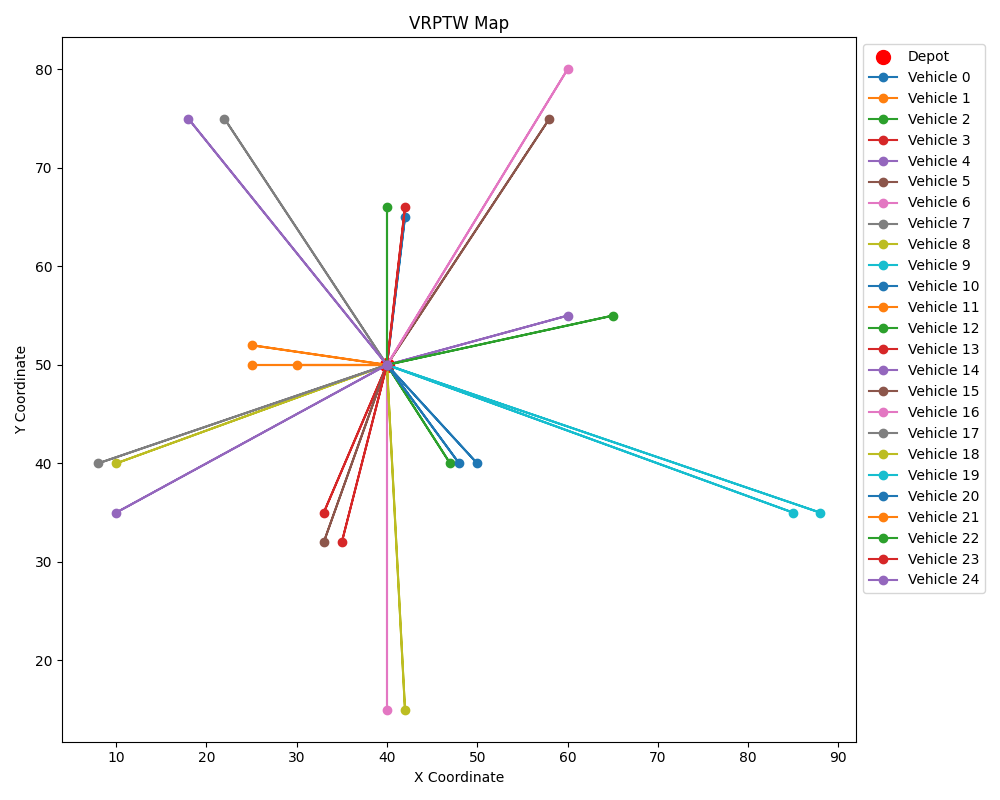 VRPTW Map
Y Coordinate
80
70
60
50
40
30
20
10
20
30
40
50
60
70
80
90
X Coordinate
Depot
Vehicle 0
Vehicle 1
Vehicle 2
Vehicle 3
Vehicle 4
Vehicle 5
Vehicle 6
Vehicle 7
Vehicle 8
Vehicle 9
Vehicle 10
Vehicle 11
Vehicle 12
Vehicle 13
Vehicle 14
Vehicle 15
Vehicle 16
Vehicle 17
Vehicle 18
Vehicle 19
Vehicle 20
Vehicle 21
Vehicle 22
Vehicle 23
Vehicle 24